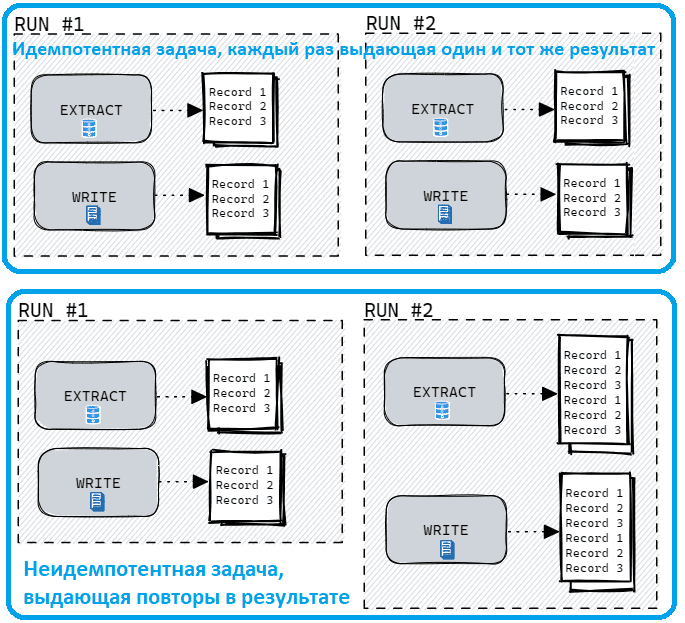 RUN #1
RUN #2
Идемпотентная задача, каждый раз выдающая один и тот же результат
EXTRACT
Record 1
Record 2
Record 3
WRITE
Record 1
Record 2
Record 3
EXTRACT
Record 1
Record 2
Record 3
WRITE
Record 1
Record 2
Record 3
RUN #1
EXTRACT
Record 1
Record 2
Record 3
WRITE
Record 1
Record 2
Record 3
Неидемпотентная задача,
выдающая повторы в результате
RUN #2
EXTRACT
Record 1
Record 2
Record 3
Record 1
Record 2
Record 3
WRITE
Record 1
Record 2
Record 3
Record 1
Record 2
Record 3